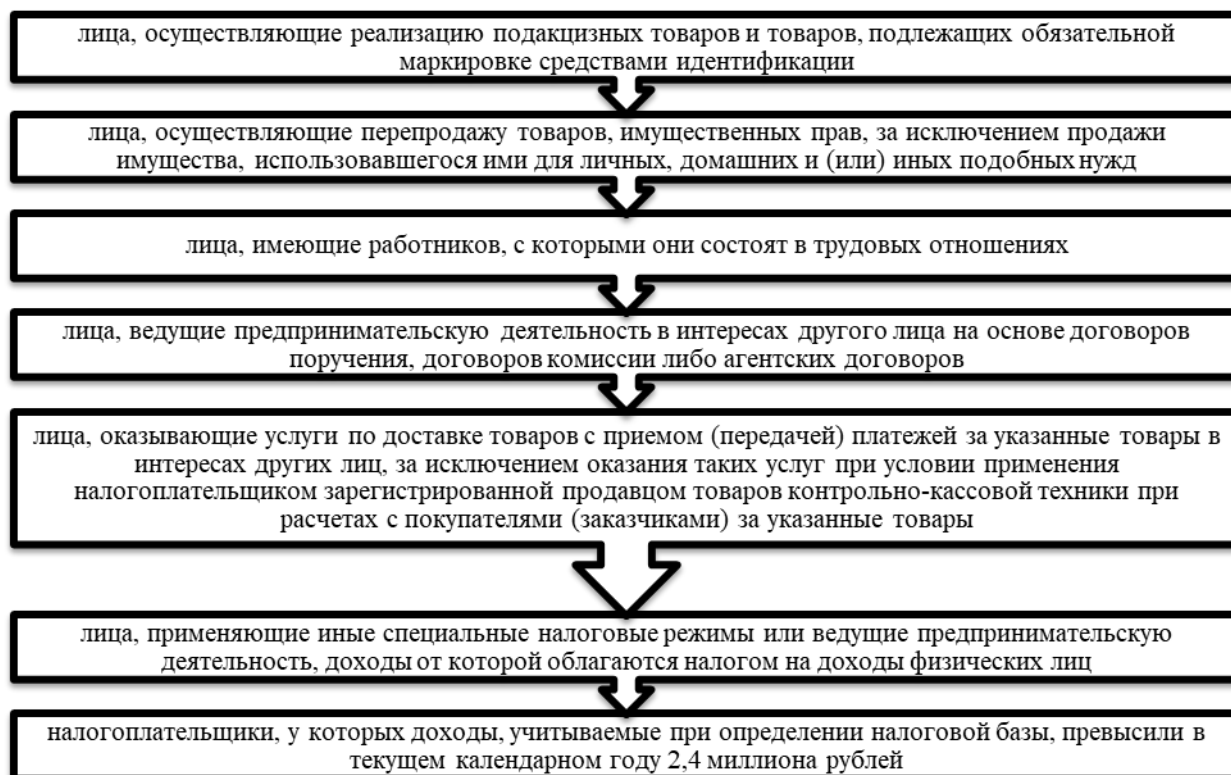 лица, осуществляющие реализацию подакцизных товаров и товаров, подлежащих обязательной
маркировке средствами идентификации
лица, осуществляющие перепродажу товаров, имущественных прав, за исключением продажи
имущества, использовавшегося ими для личных, домашних и (или) иных подобных нужд
лица, имеющие работников, с которыми они состоят в трудовых отношениях
лица, ведущие предпринимательскую деятельность в интересах другого лица на основе договоров
поручения, договоров комиссии либо агентских договоров
лица, оказывающие услуги по доставке товаров с приемом (передачей) платежей за указанные товары в
интересах других лиц, за исключением оказания таких услуг при условии применения
налогоплательщиком зарегистрированной продавцом товаров контрольно-кассовой техники при
расчетах с покупателями (заказчиками) за указанные товары
лица, применяющие иные специальные налоговые режимы или ведущие предпринимательскую
деятельность, доходы от которой облагаются налогом на доходы физических лиц
налогоплательщики, у которых доходы, учитываемые при определении налоговой базы, превысили в
текущем календарном году 2,4 миллиона рублей